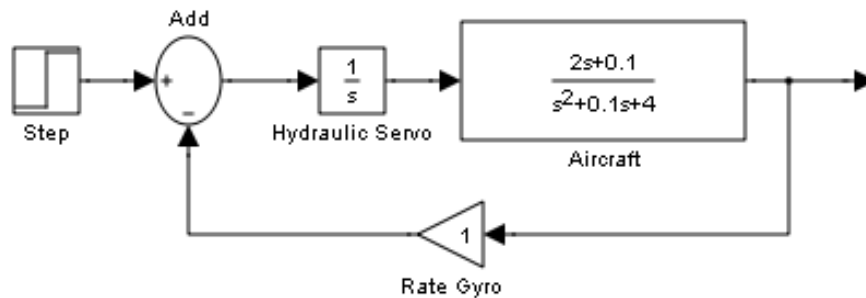 Add
+
−
Step
1
s
Hydraulic Servo
2s+0.1
s²+0.1s+4
Aircraft
1
Rate Gyro